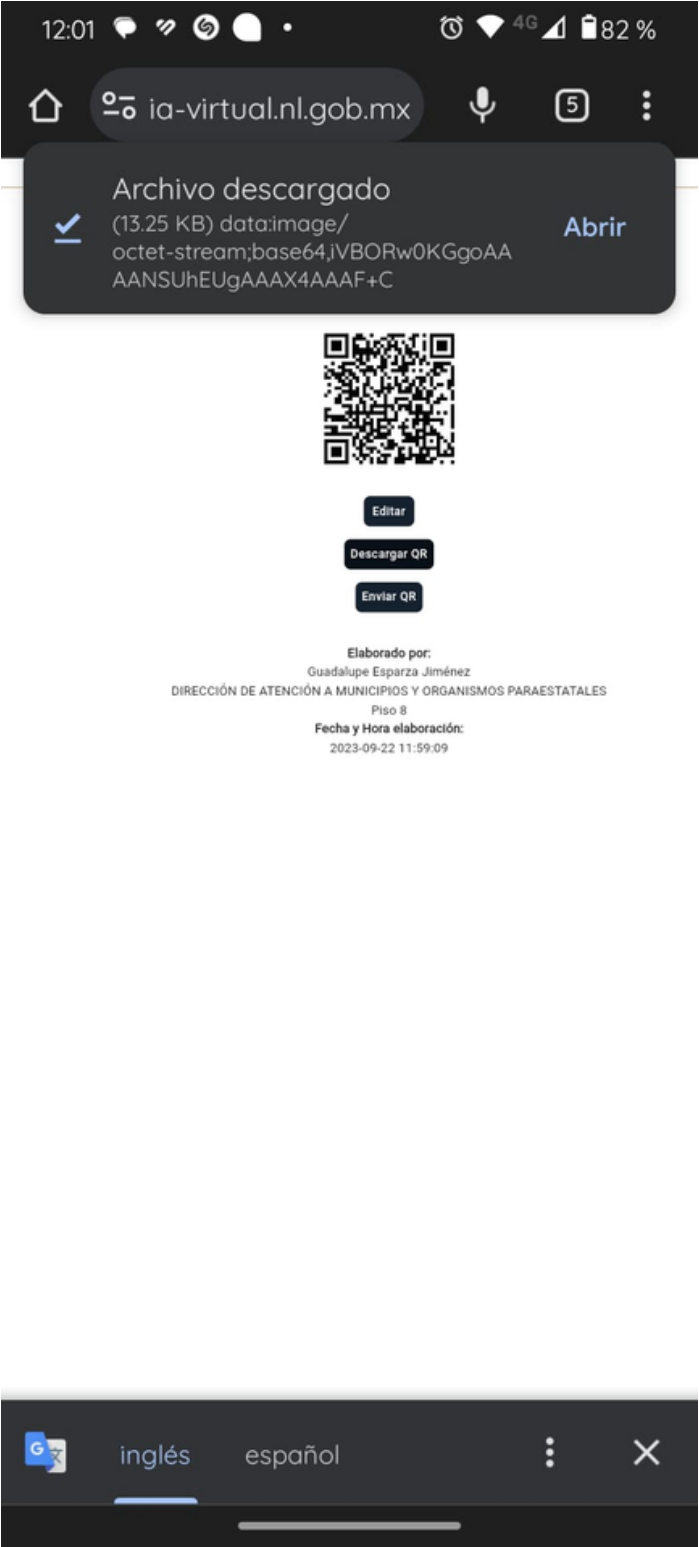 12:01
4G
82 %
ia-virtual.nl.gob.mx
5
Archivo descargado
(13.25 KB) data:image/
octet-stream;base64,iVBORw0KGgoAA
AANSUhEUgAAAX4AAAF+C
Abrir
Editar
Descargar QR
Enviar QR
Elaborado por:
Guadalupe Esparza Jiménez
DIRECCIÓN DE ATENCIÓN A MUNICIPIOS Y ORGANISMOS PARAESTATALES
Piso 8
Fecha y Hora elaboración:
2023-09-22 11:59:09
G
inglés
español